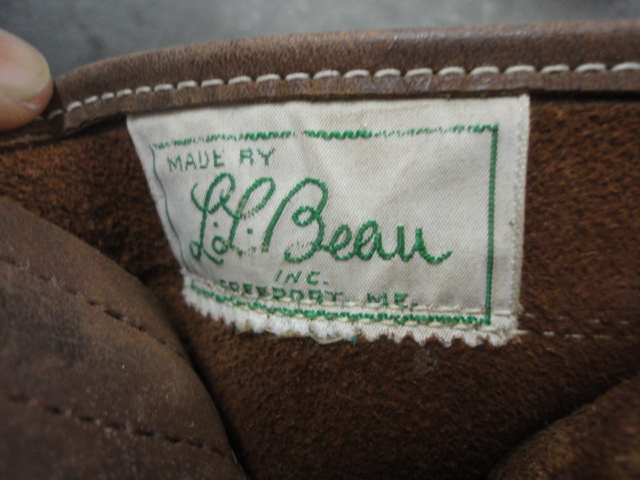 MADE BY
L.L. Bean
INC.
FREEPORT, ME.